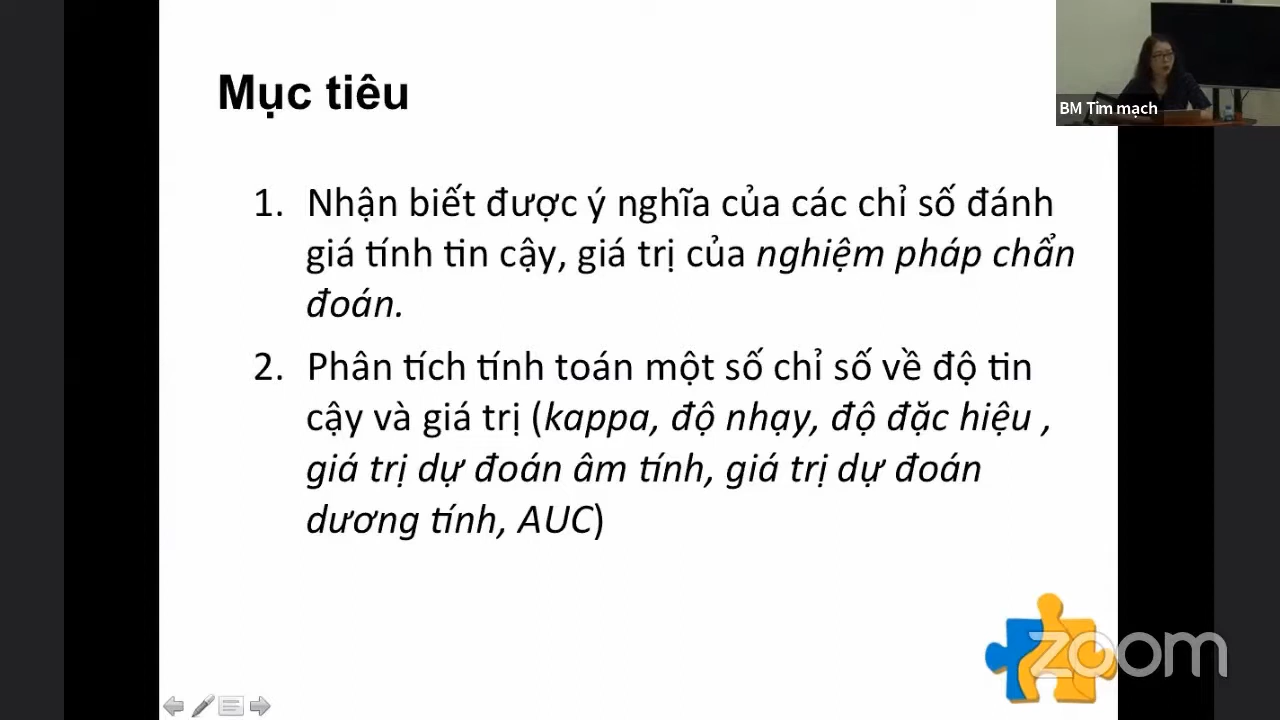 Mục tiêu
BM Tim mạch
1. Nhận biết được ý nghĩa của các chỉ số đánh
giá tính tin cậy, giá trị của nghiệm pháp chẩn
đoán.
2. Phân tích tính toán một số chỉ số về độ tin
cậy và giá trị (kappa, độ nhạy, độ đặc hiệu ,
giá trị dự đoán âm tính, giá trị dự đoán
dương tính, AUC)
zoom